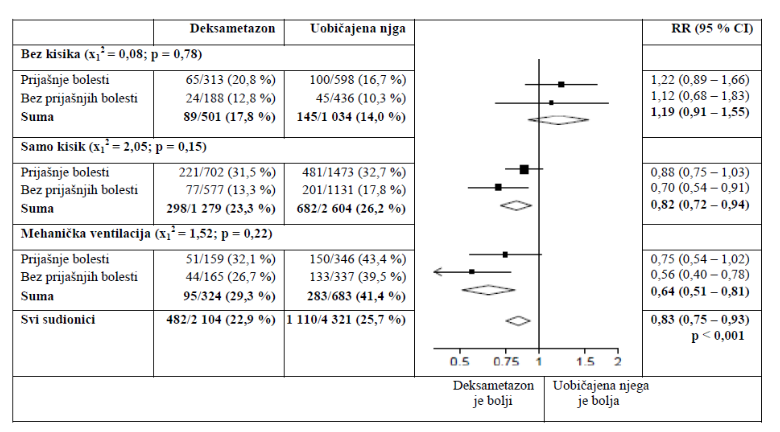 Deksametazon Uobičajena njga RR (95 % CI)
Bez kisika (x₁² = 0,08; p = 0,78)
Prijašnje bolesti 65/313 (20,8 %) 100/598 (16,7 %) 1,22 (0,89 – 1,66)
Bez prijašnjih bolesti 24/188 (12,8 %) 45/436 (10,3 %) 1,12 (0,68 – 1,83)
Suma 89/501 (17,8 %) 145/1 034 (14,0 %) 1,19 (0,91 – 1,55)
Samo kisik (x₁² = 2,05; p = 0,15)
Prijašnje bolesti 221/702 (31,5 %) 481/1473 (32,7 %) 0,88 (0,75 – 1,03)
Bez prijašnjih bolesti 77/577 (13,3 %) 201/1131 (17,8 %) 0,70 (0,54 – 0,91)
Suma 298/1 279 (23,3 %) 682/2 604 (26,2 %) 0,82 (0,72 – 0,94)
Mehanička ventilacija (x₁² = 1,52; p = 0,22)
Prijašnje bolesti 51/159 (32,1 %) 150/346 (43,4 %) 0,75 (0,54 – 1,02)
Bez prijašnjih bolesti 44/165 (26,7 %) 133/337 (39,5 %) 0,56 (0,40 – 0,78)
Suma 95/324 (29,3 %) 283/683 (41,4 %) 0,64 (0,51 – 0,81)
Svi sudionici 482/2 104 (22,9 %) 1 110/4 321 (25,7 %) 0,83 (0,75 – 0,93)
p < 0,001
0.5 0.75 1 1.5 2
Deksametazon Uobičajena njega
je bolji je bolja